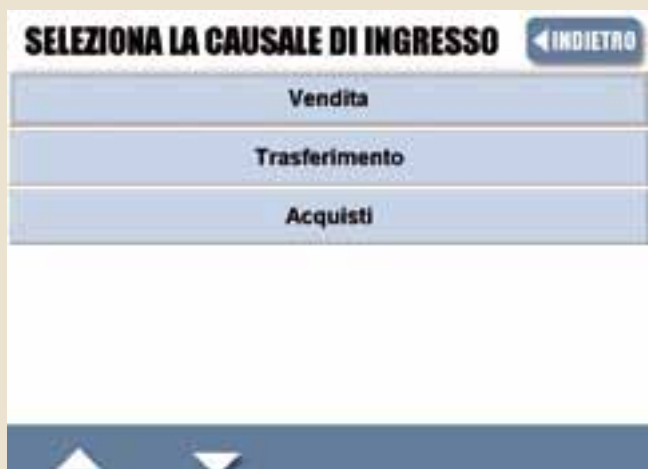 SELEZIONA LA CAUSALE DI INGRESSO
INDIETRO
Vendita
Trasferimento
Acquisti